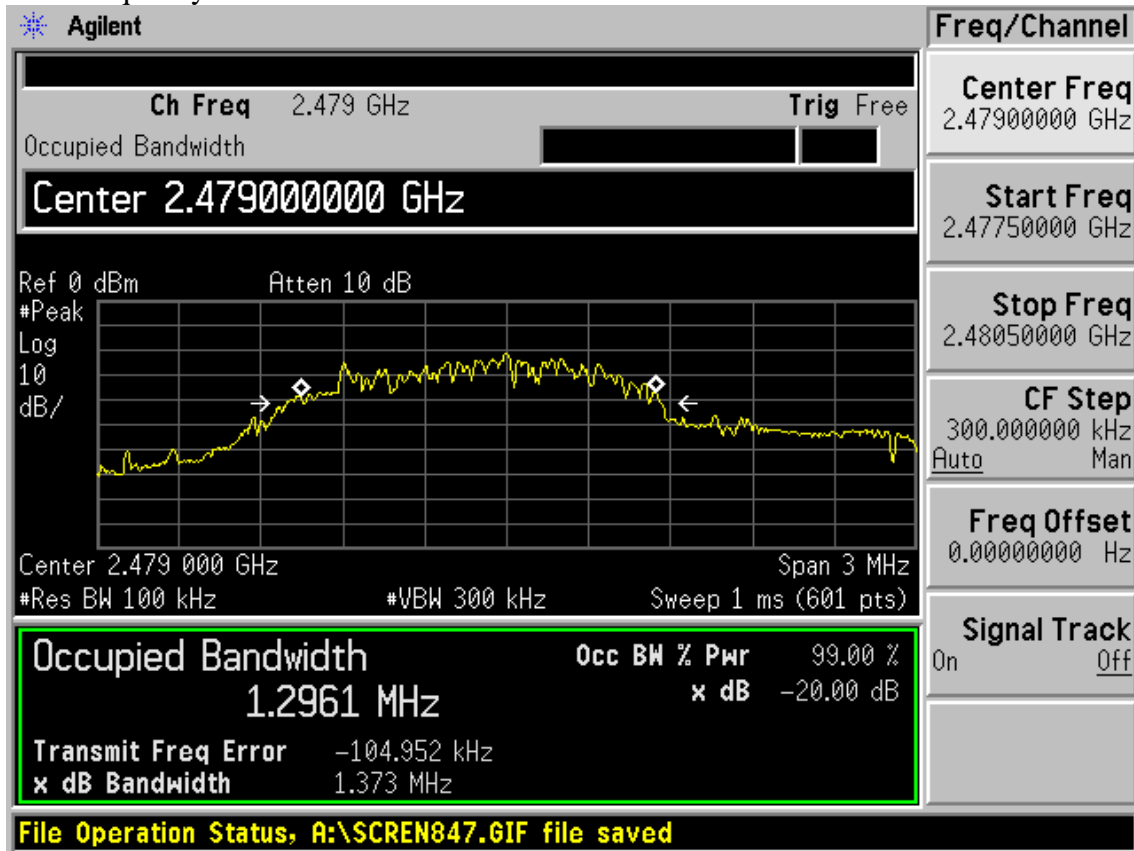 Agilent
Ch Freq 2.479 GHz Trig Free
Occupied Bandwidth
Center 2.479000000 GHz
Ref 0 dBm Atten 10 dB
#Peak
Log
10
dB/
Center 2.479 000 GHz Span 3 MHz
#Res BW 100 kHz #VBW 300 kHz Sweep 1 ms (601 pts)
Occupied Bandwidth Occ BW % Pwr 99.00 %
1.2961 MHz x dB -20.00 dB
Transmit Freq Error -104.952 kHz
x dB Bandwidth 1.373 MHz
File Operation Status, A:\SCREN847.GIF file saved
Freq/Channel
Center Freq
2.47900000 GHz
Start Freq
2.47750000 GHz
Stop Freq
2.48050000 GHz
CF Step
300.000000 kHz
Auto Man
Freq Offset
0.00000000 Hz
Signal Track
On Off